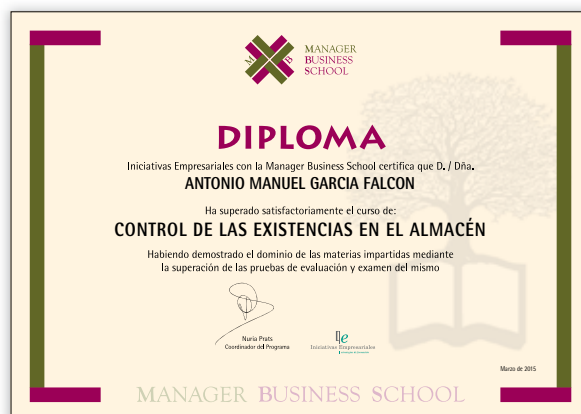 M B
MANAGER
BUSINESS
SCHOOL
DIPLOMA
Iniciativas Empresariales con la Manager Business School certifica que D. / Dña.
ANTONIO MANUEL GARCIA FALCON
Ha superado satisfactoriamente el curso de:
CONTROL DE LAS EXISTENCIAS EN EL ALMACÉN
Habiendo demostrado el dominio de las materias impartidas mediante
la superación de las pruebas de evaluación y examen del mismo
Nuria Prats
Coordinador del Programa
Iniciativas Empresariales
Marzo de 2015
MANAGER BUSINESS SCHOOL